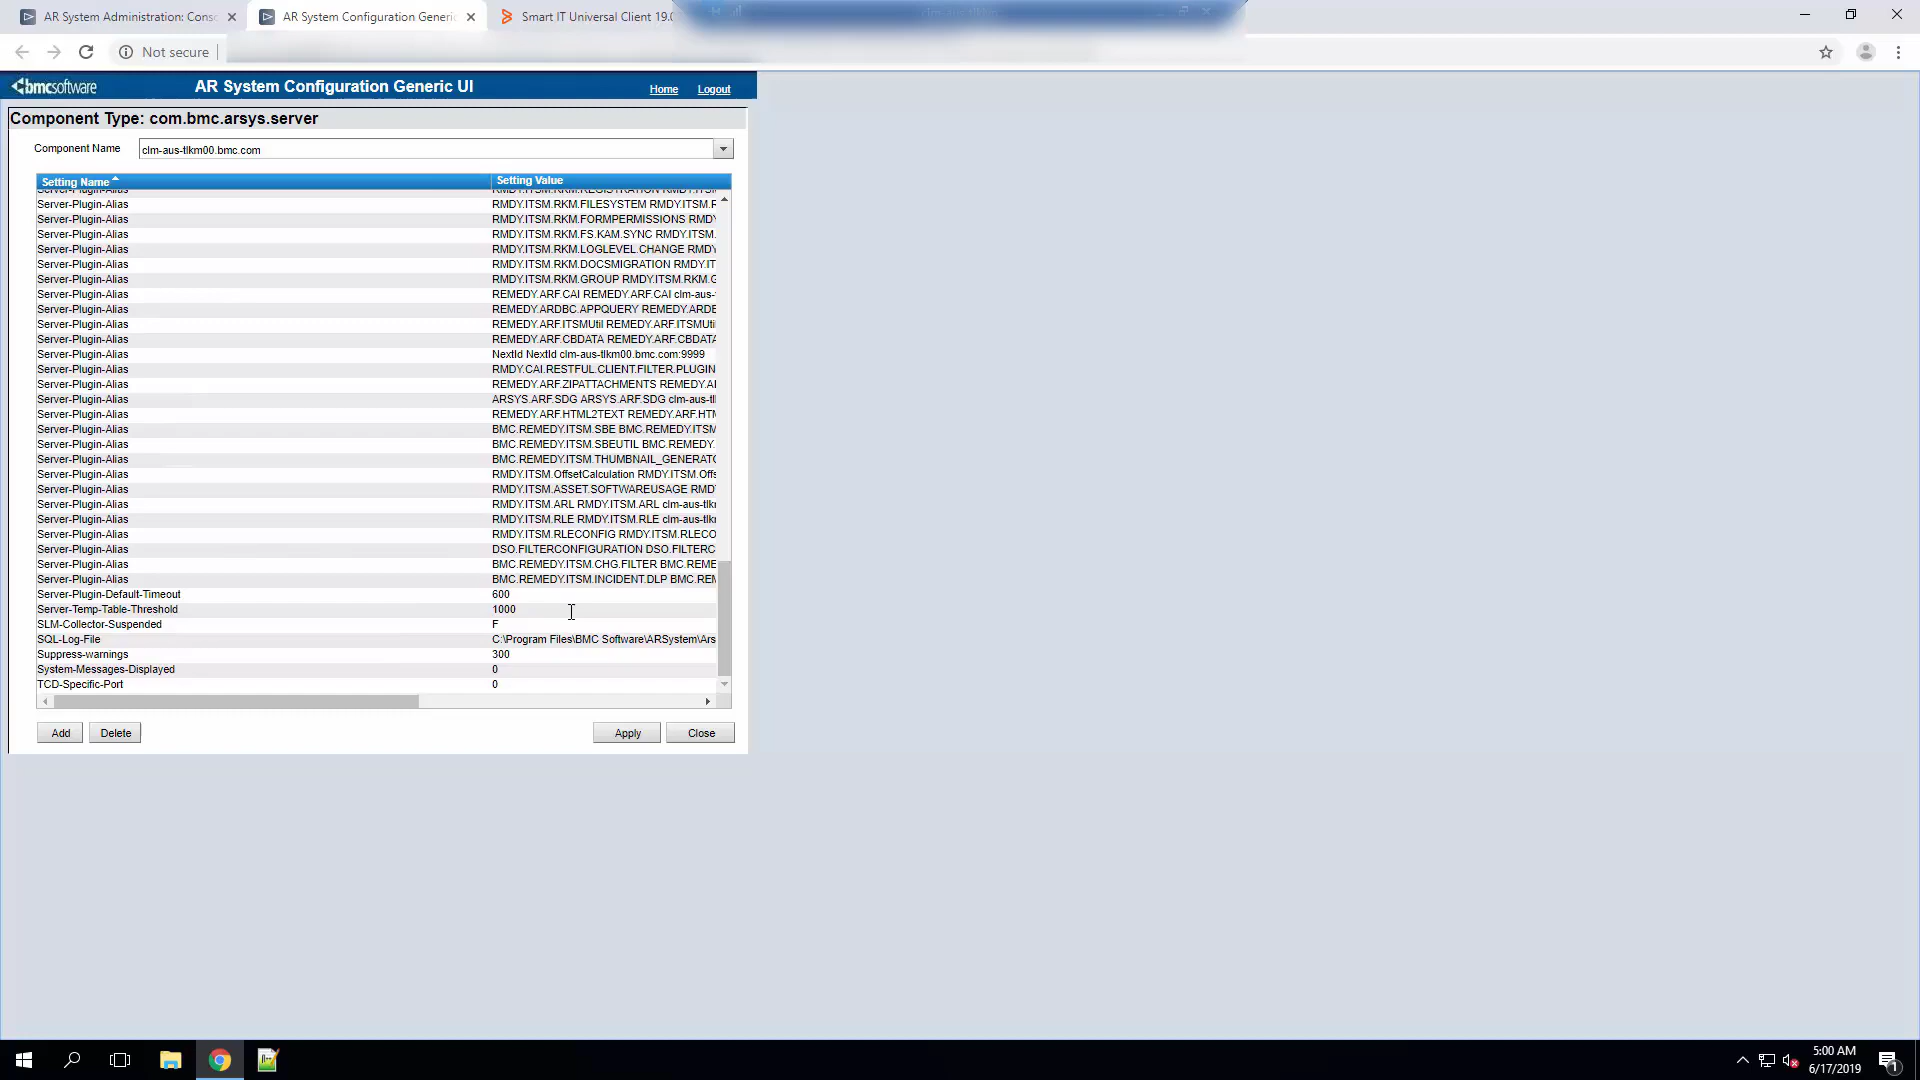 AR System Administration: Cons
AR System Configuration Generic
Smart IT Universal Client 19.0
Not secure
bmcsoftware
AR System Configuration Generic UI
Home
Logout
Component Type: com.bmc.arsys.server
Component Name
clm-aus-tlkm00.bmc.com
Setting Name
Setting Value
Server-Plugin-Alias RMDY.ITSM.RKM.REGISTRATION RMDY.ITSM.
Server-Plugin-Alias RMDY.ITSM.RKM.FILESYSTEM RMDY.ITSM.F
Server-Plugin-Alias RMDY.ITSM.RKM.FORMPERMISSIONS RMDY
Server-Plugin-Alias RMDY.ITSM.RKM.FS.KAM.SYNC RMDY.ITSM.
Server-Plugin-Alias RMDY.ITSM.RKM.LOGLEVEL.CHANGE RMDY
Server-Plugin-Alias RMDY.ITSM.RKM.DOCSMIGRATION RMDY.IT
Server-Plugin-Alias RMDY.ITSM.RKM.GROUP RMDY.ITSM.RKM.G
Server-Plugin-Alias REMEDY.ARF.CAI REMEDY.ARF.CAI clm-aus-
Server-Plugin-Alias REMEDY.ARDBC.APPQUERY REMEDY.ARDE
Server-Plugin-Alias REMEDY.ARF.ITSMUtil REMEDY.ARF.ITSMUti
Server-Plugin-Alias REMEDY.ARF.CBDATA REMEDY.ARF.CBDATA
Server-Plugin-Alias NextId NextId clm-aus-tlkm00.bmc.com:9999
Server-Plugin-Alias RMDY.CAI.RESTFUL.CLIENT.FILTER.PLUGIN
Server-Plugin-Alias REMEDY.ARF.ZIPATTACHMENTS REMEDY.AI
Server-Plugin-Alias ARSYS.ARF.SDG ARSYS.ARF.SDG clm-aus-tl
Server-Plugin-Alias REMEDY.ARF.HTML2TEXT REMEDY.ARF.HTM
Server-Plugin-Alias BMC.REMEDY.ITSM.SBE BMC.REMEDY.ITSM
Server-Plugin-Alias BMC.REMEDY.ITSM.SBEUTIL BMC.REMEDY.
Server-Plugin-Alias BMC.REMEDY.ITSM.THUMBNAIL_GENERATO
Server-Plugin-Alias RMDY.ITSM.OffsetCalculation RMDY.ITSM.Offs
Server-Plugin-Alias RMDY.ITSM.ASSET.SOFTWAREUSAGE RMD
Server-Plugin-Alias RMDY.ITSM.ARL RMDY.ITSM.ARL clm-aus-tlk
Server-Plugin-Alias RMDY.ITSM.RLE RMDY.ITSM.RLE clm-aus-tlk
Server-Plugin-Alias RMDY.ITSM.RLECONFIG RMDY.ITSM.RLECO
Server-Plugin-Alias DSO.FILTERCONFIGURATION DSO.FILTERC
Server-Plugin-Alias BMC.REMEDY.ITSM.CHG.FILTER BMC.REME
Server-Plugin-Alias BMC.REMEDY.ITSM.INCIDENT.DLP BMC.REM
Server-Plugin-Default-Timeout 600
Server-Temp-Table-Threshold 1000
SLM-Collector-Suspended F
SQL-Log-File C:\Program Files\BMC Software\ARSystem\Ars
Suppress-warnings 300
System-Messages-Displayed 0
TCD-Specific-Port 0
Add
Delete
Apply
Close
5:00 AM
6/17/2019
1